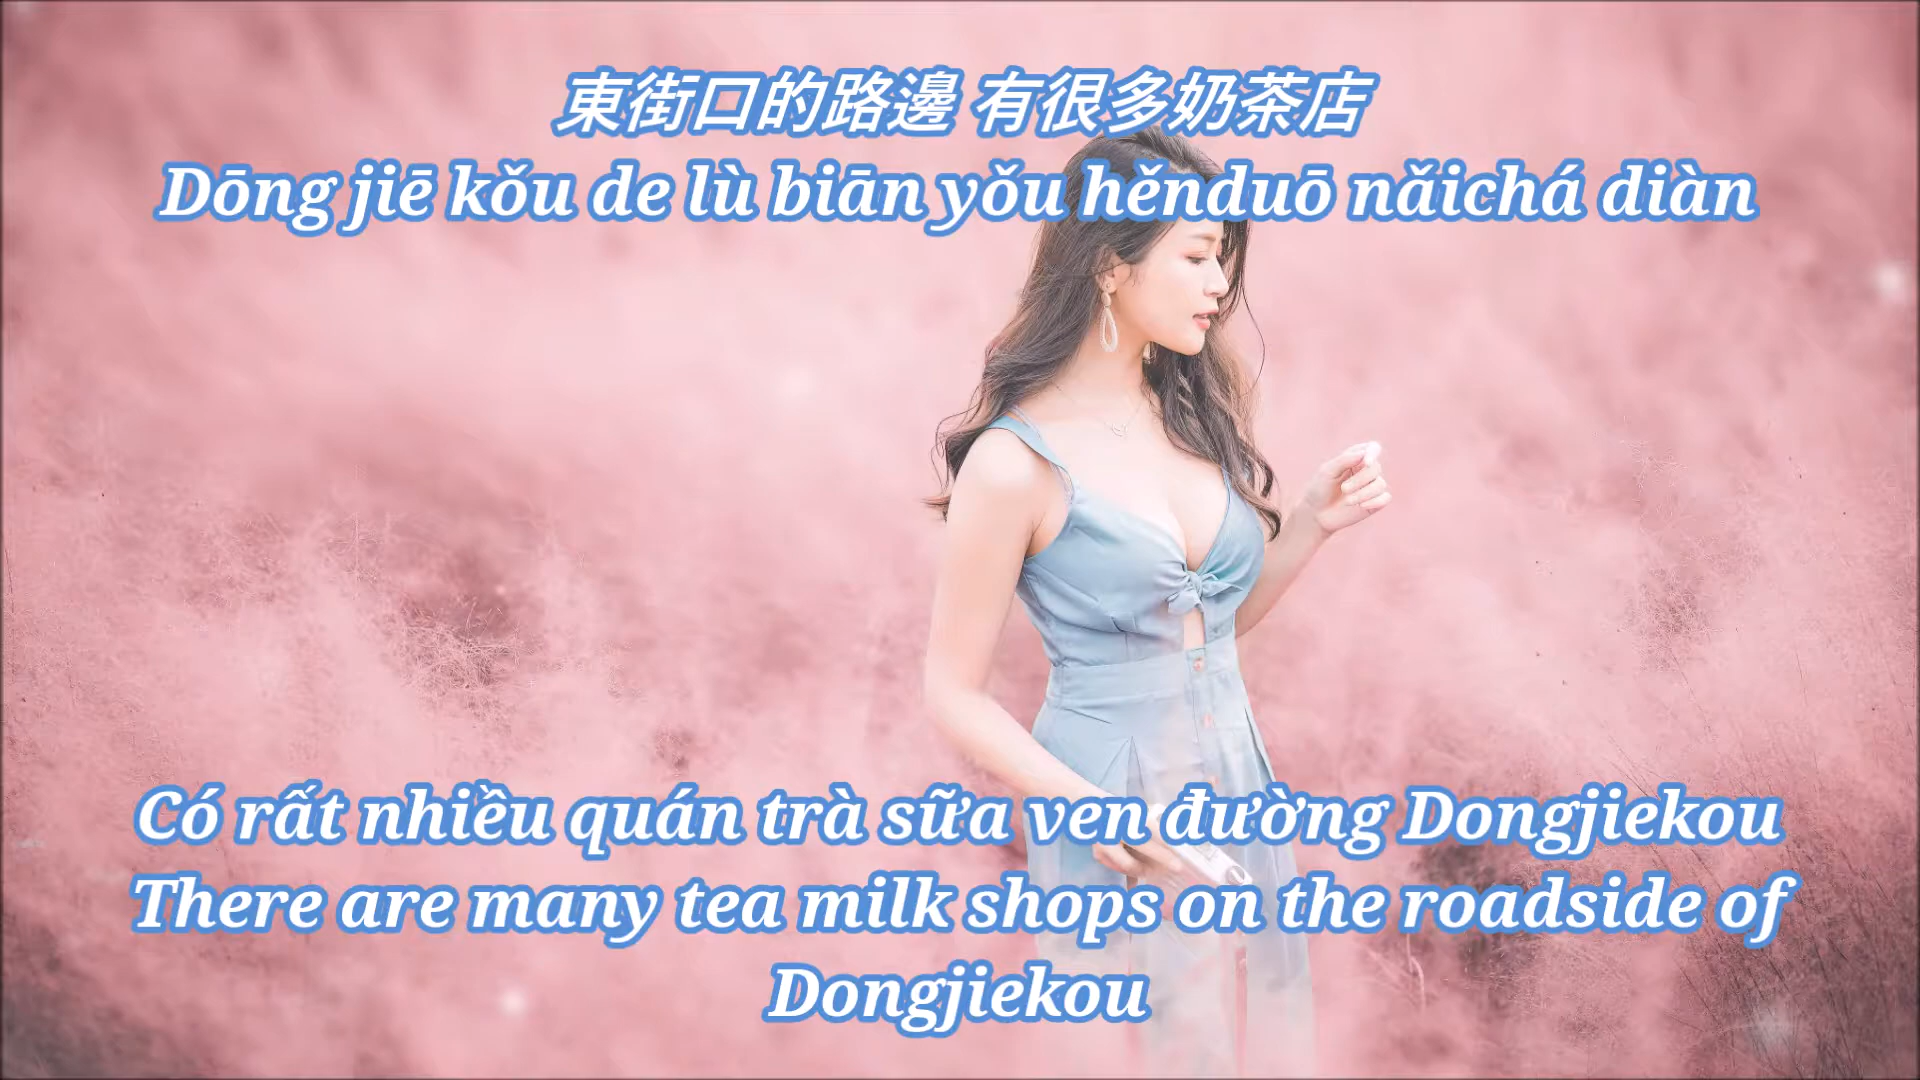 東街口的路邊 有很多奶茶店
Dōng jiē kǒu de lù biān yǒu hěnduō nǎichá diàn
Có rất nhiều quán trà sữa ven đường Dongjiekou
There are many tea milk shops on the roadside of
Dongjiekou